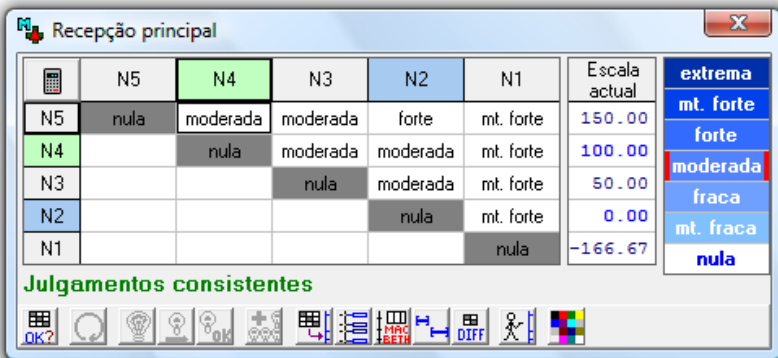 Recepção principal
N5 N4 N3 N2 N1 Escala actual extrema
mt. forte
N5 nula moderada moderada forte mt. forte 150.00
forte
N4 nula moderada moderada mt. forte 100.00
moderada
N3 nula moderada mt. forte 50.00
fraca
N2 nula mt. forte 0.00
mt. fraca
N1 nula -166.67
nula
Julgamentos consistentes
OK? OK MAC BETH DIFF